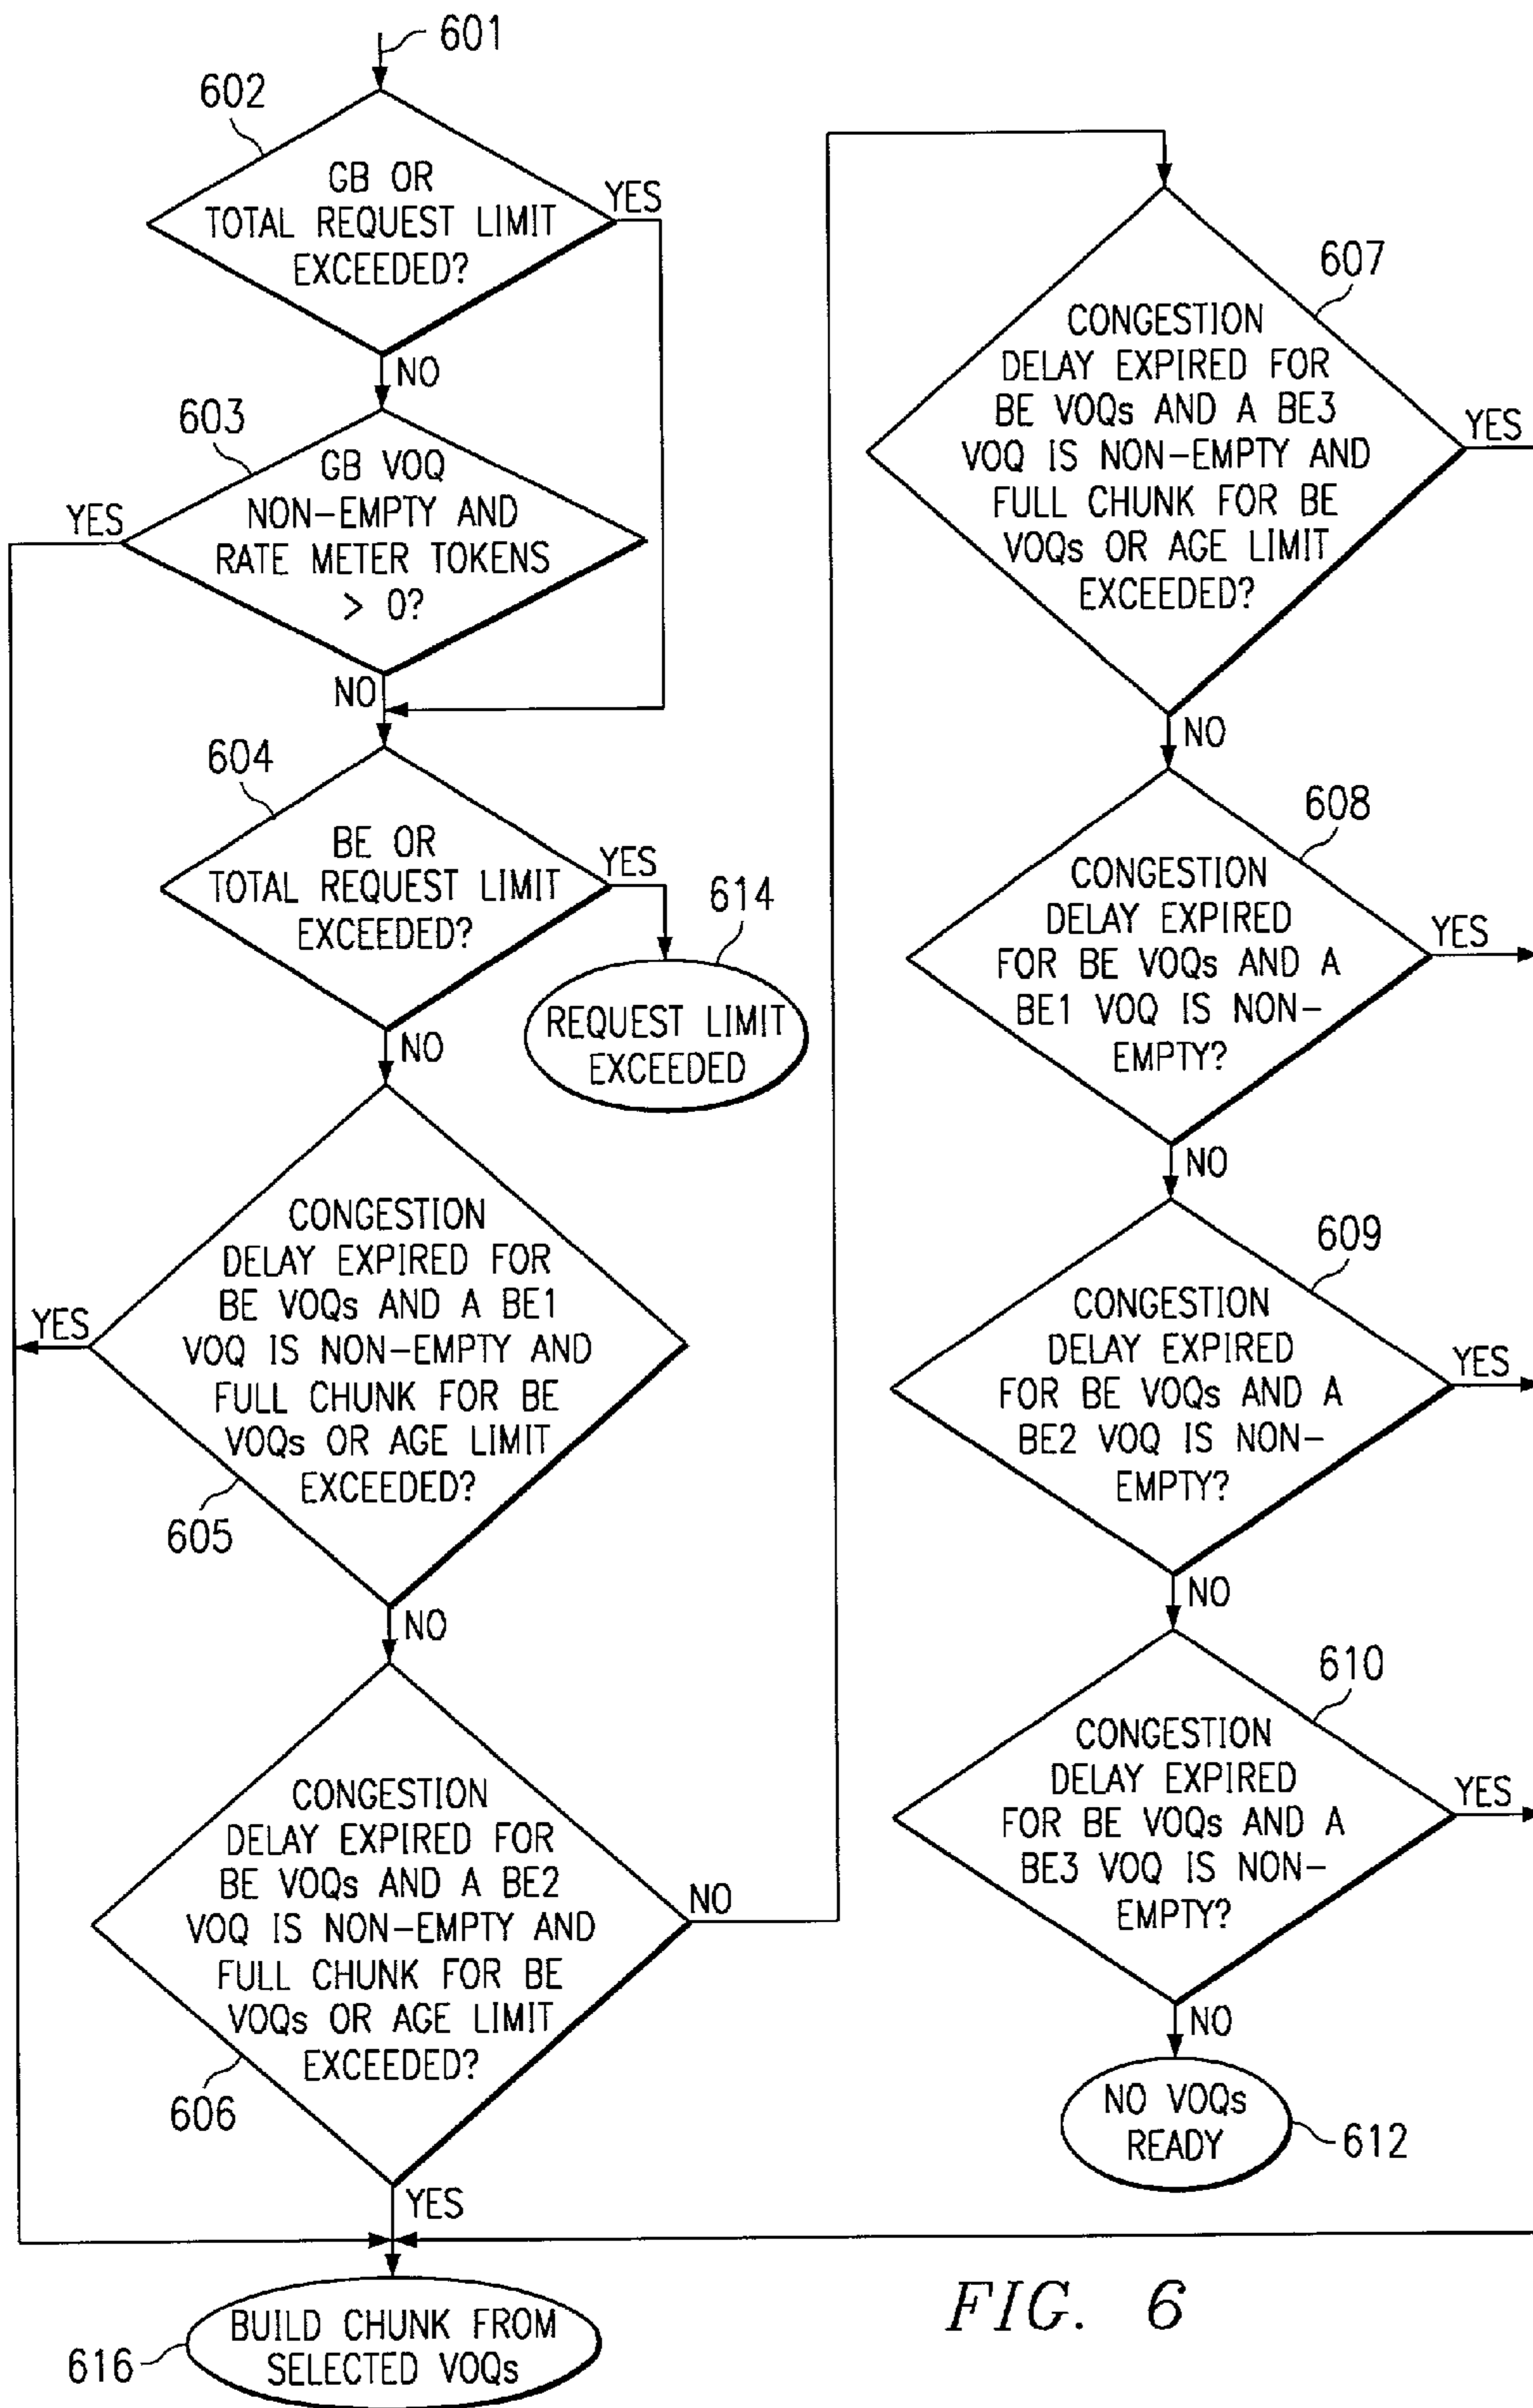 601
602
GB OR
TOTAL REQUEST LIMIT
EXCEEDED?
YES
NO
603
GB VOQ
NON-EMPTY AND
RATE METER TOKENS
> 0?
YES
NO
604
BE OR
TOTAL REQUEST LIMIT
EXCEEDED?
YES
614
REQUEST LIMIT
EXCEEDED
NO
CONGESTION
DELAY EXPIRED FOR
BE VOQs AND A BE1
VOQ IS NON-EMPTY AND
FULL CHUNK FOR BE
VOQs OR AGE LIMIT
EXCEEDED?
YES
605
NO
CONGESTION
DELAY EXPIRED FOR
BE VOQs AND A BE2
VOQ IS NON-EMPTY AND
FULL CHUNK FOR BE
VOQs OR AGE LIMIT
EXCEEDED?
NO
606
YES
BUILD CHUNK FROM
SELECTED VOQs
616
607
CONGESTION
DELAY EXPIRED FOR
BE VOQs AND A BE3
VOQ IS NON-EMPTY AND
FULL CHUNK FOR BE
VOQs OR AGE LIMIT
EXCEEDED?
YES
NO
608
CONGESTION
DELAY EXPIRED
FOR BE VOQs AND A
BE1 VOQ IS NON-
EMPTY?
YES
NO
609
CONGESTION
DELAY EXPIRED
FOR BE VOQs AND A
BE2 VOQ IS NON-
EMPTY?
YES
NO
610
CONGESTION
DELAY EXPIRED
FOR BE VOQs AND A
BE3 VOQ IS NON-
EMPTY?
YES
NO
NO VOQs
READY
612
FIG. 6